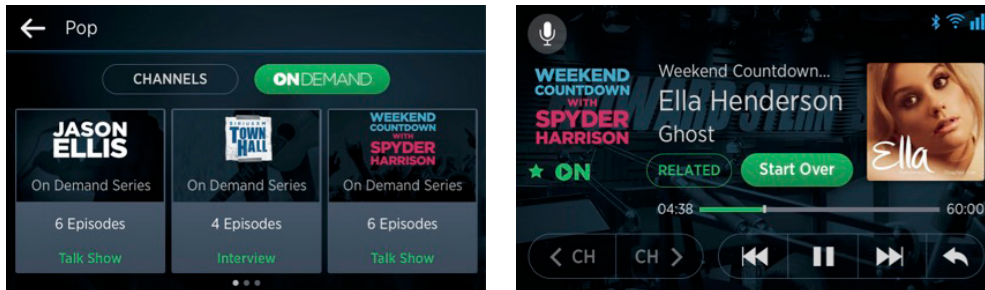 Pop
CHANNELS
ONDEMAND
JASON
ELLIS
On Demand Series
6 Episodes
Talk Show
SIRIUSXM
TOWN
HALL
On Demand Series
4 Episodes
Interview
WEEKEND
COUNTDOWN
WITH
SPYDER
HARRISON
On Demand Series
6 Episodes
Talk Show
WEEKEND
COUNTDOWN
WITH
SPYDER
HARRISON
ON
Weekend Countdown...
Ella Henderson
Ghost
RELATED
Start Over
Ella
HOWARD STERN
04:38
60:00
< CH
CH >